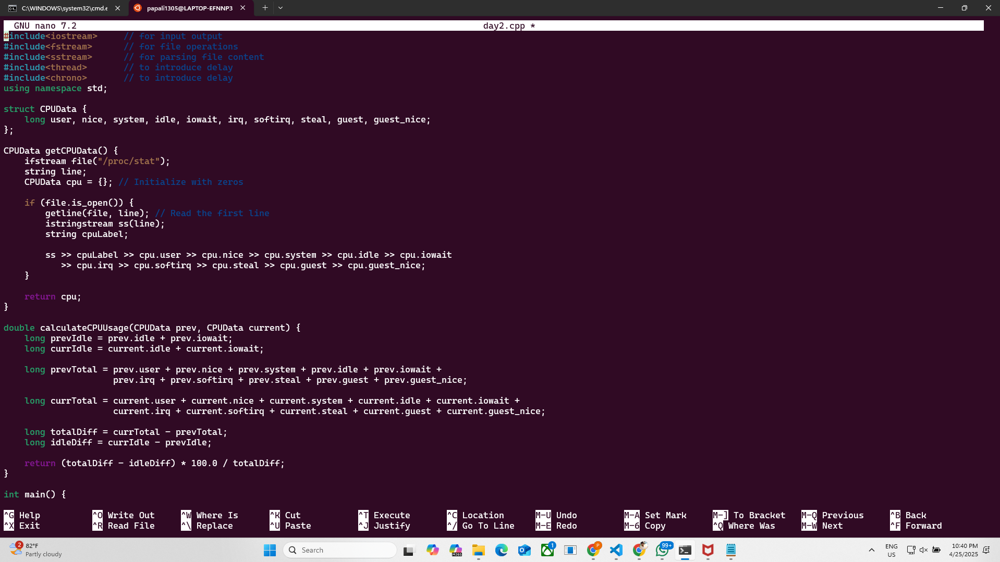 C:\WINDOWS\system32\cmd.e
papali1305@LAPTOP-EFNNP3
GNU nano 7.2 day2.cpp *
#include<iostream> // for input output
#include<fstream> // for file operations
#include<sstream> // for parsing file content
#include<thread> // to introduce delay
#include<chrono> // to introduce delay
using namespace std;
struct CPUData {
    long user, nice, system, idle, iowait, irq, softirq, steal, guest, guest_nice;
};
CPUData getCPUData() {
    ifstream file("/proc/stat");
    string line;
    CPUData cpu = {}; // Initialize with zeros
    if (file.is_open()) {
        getline(file, line); // Read the first line
        istringstream ss(line);
        string cpuLabel;
        ss >> cpuLabel >> cpu.user >> cpu.nice >> cpu.system >> cpu.idle >> cpu.iowait
           >> cpu.irq >> cpu.softirq >> cpu.steal >> cpu.guest >> cpu.guest_nice;
    }
    return cpu;
}
double calculateCPUUsage(CPUData prev, CPUData current) {
    long prevIdle = prev.idle + prev.iowait;
    long currIdle = current.idle + current.iowait;
    long prevTotal = prev.user + prev.nice + prev.system + prev.idle + prev.iowait +
                     prev.irq + prev.softirq + prev.steal + prev.guest + prev.guest_nice;
    long currTotal = current.user + current.nice + current.system + current.idle + current.iowait +
                     current.irq + current.softirq + current.steal + current.guest + current.guest_nice;
    long totalDiff = currTotal - prevTotal;
    long idleDiff = currIdle - prevIdle;
    return (totalDiff - idleDiff) * 100.0 / totalDiff;
}
int main() {
^G Help ^O Write Out ^W Where Is ^K Cut ^T Execute ^C Location M-U Undo M-A Set Mark M-] To Bracket M-Q Previous ^B Back
^X Exit ^R Read File ^\ Replace ^U Paste ^J Justify ^/ Go To Line M-E Redo M-6 Copy ^Q Where Was M-W Next ^F Forward
2
82°F
Partly cloudy
Search
M365
1
P
99+
ENG
US
10:40 PM
4/25/2025